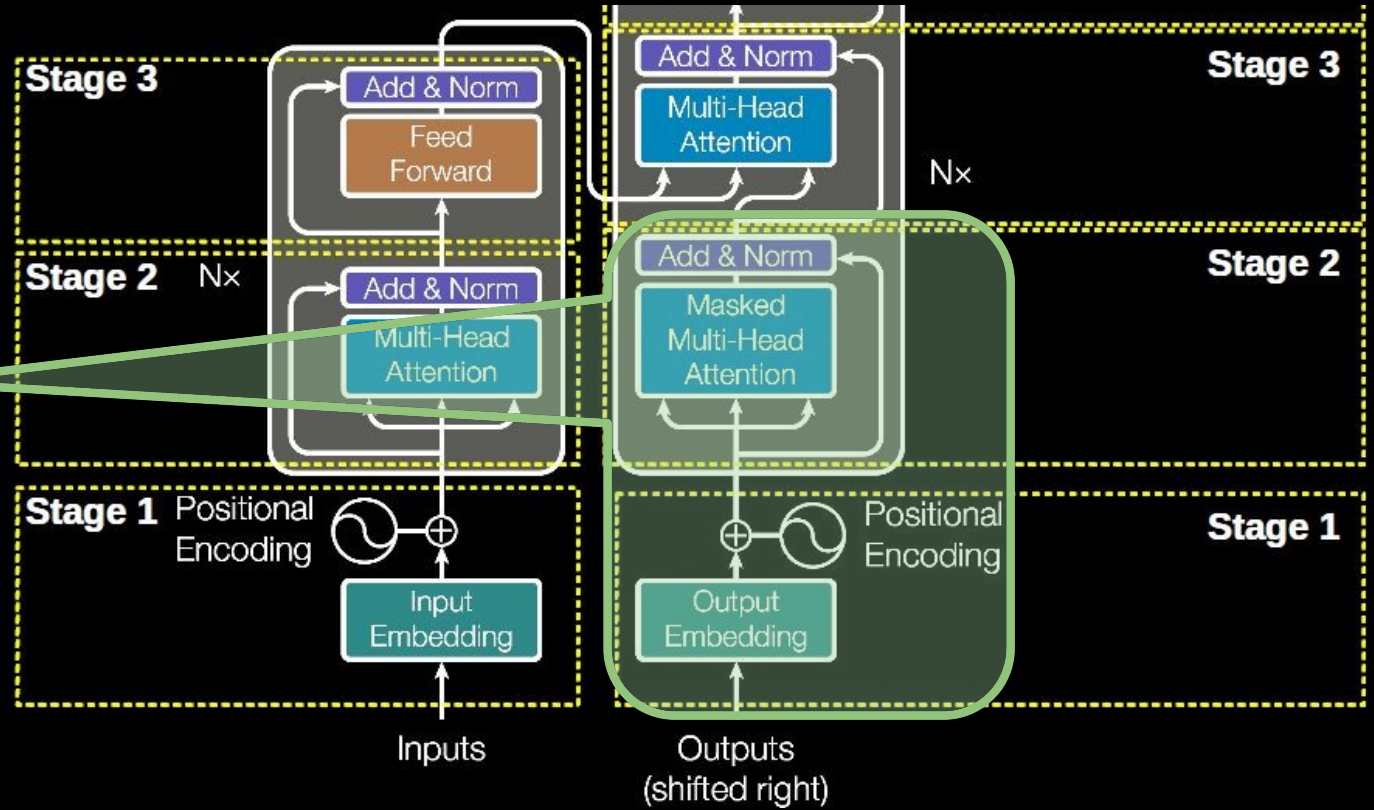 Stage 3
Add & Norm
Feed
Forward
Stage 2
N×
Add & Norm
Multi-Head
Attention
Stage 1
Positional
Encoding
Input
Embedding
Inputs
Add & Norm
Multi-Head
Attention
Stage 3
N×
Add & Norm
Masked
Multi-Head
Attention
Stage 2
Positional
Encoding
Stage 1
Output
Embedding
Outputs
(shifted right)